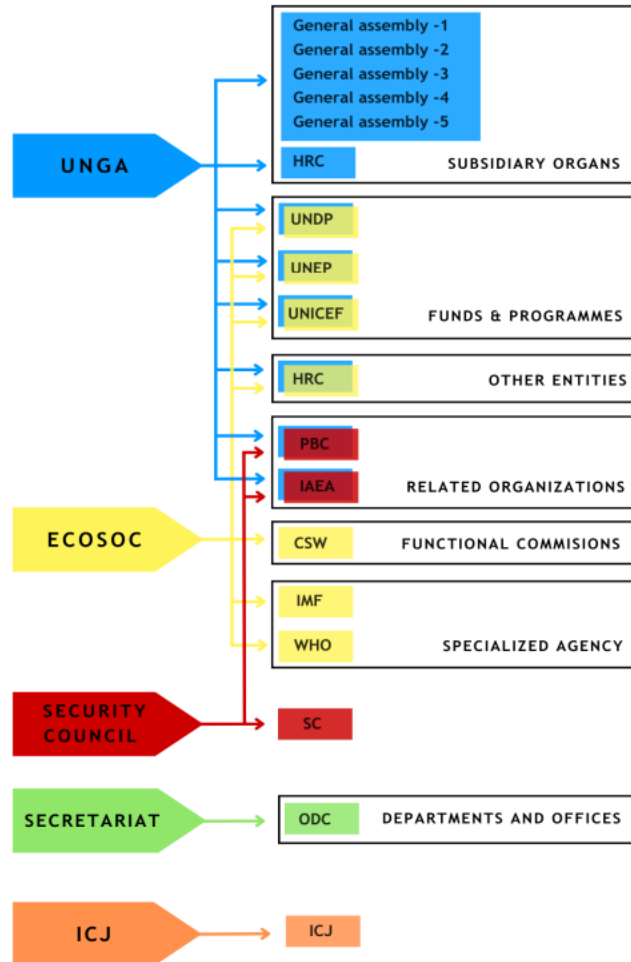 General assembly -1
General assembly -2
General assembly -3
General assembly -4
General assembly -5
UNGA
HRC
SUBSIDIARY ORGANS
UNDP
UNEP
UNICEF
FUNDS & PROGRAMMES
HRC
OTHER ENTITIES
PBC
IAEA
RELATED ORGANIZATIONS
ECOSOC
CSW
FUNCTIONAL COMMISIONS
IMF
WHO
SPECIALIZED AGENCY
SECURITY
COUNCIL
SC
SECRETARIAT
ODC
DEPARTMENTS AND OFFICES
ICJ
ICJ